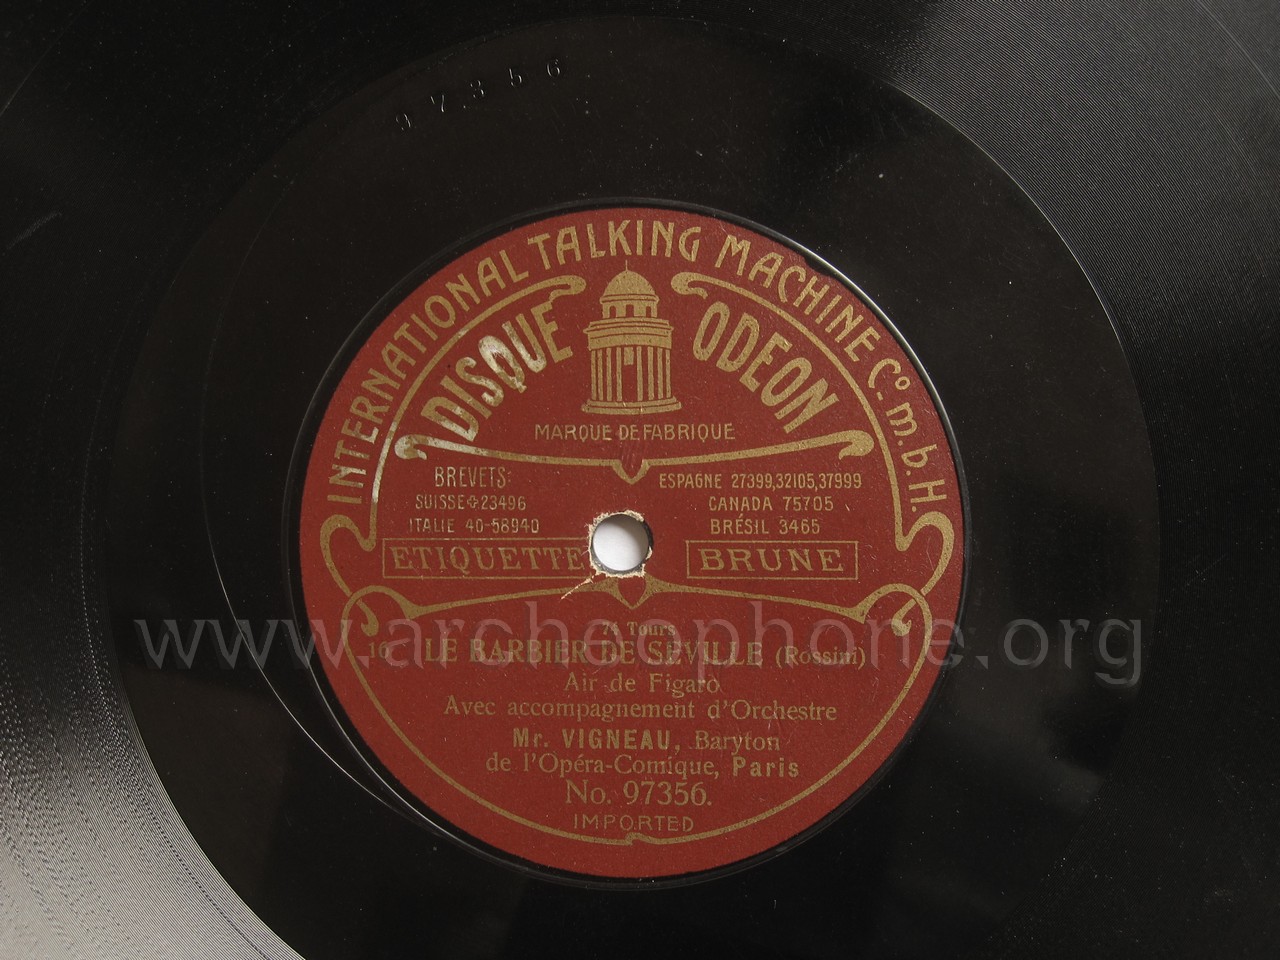 97356
INTERNATIONAL TALKING MACHINE Co. m. b. H.
DISQUE ODEON
MARQUE DE FABRIQUE
BREVETS:
SUISSE 23496
ITALIE 40-58940
ESPAGNE 27399,32105,37999
CANADA 75705
BRÉSIL 3465
ETIQUETTE BRUNE
74 Tours
16 LE BARBIER DE SEVILLE (Rossini)
Air de Figaro
Avec accompagnement d'Orchestre
Mr. VIGNEAU, Baryton
de l'Opéra-Comique, Paris
No. 97356.
IMPORTED
www.archeophone.org